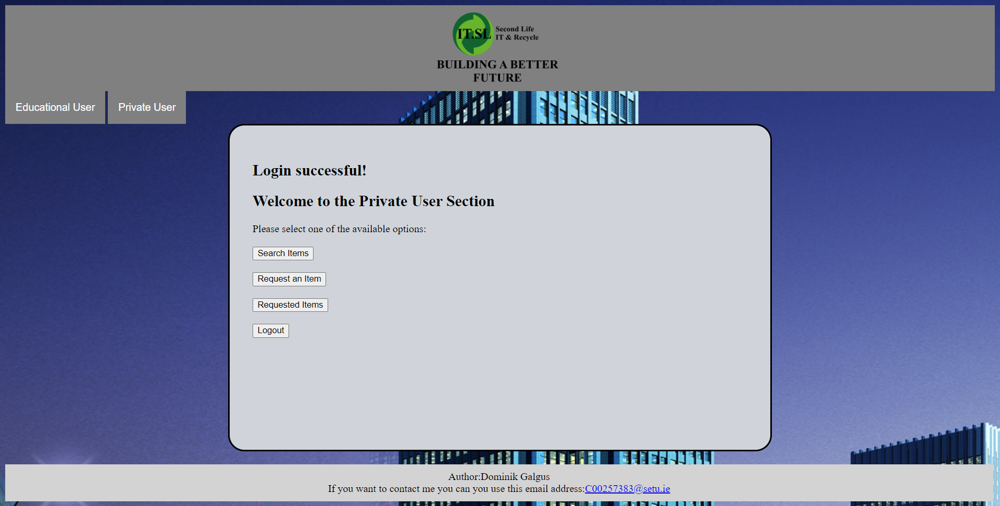 IT.SL
Second Life
IT & Recycle
BUILDING A BETTER
FUTURE
Educational User
Private User
Login successful!
Welcome to the Private User Section
Please select one of the available options:
Search Items
Request an Item
Requested Items
Logout
Author:Dominik Galgus
If you want to contact me you can you use this email address:C00257383@setu.ie